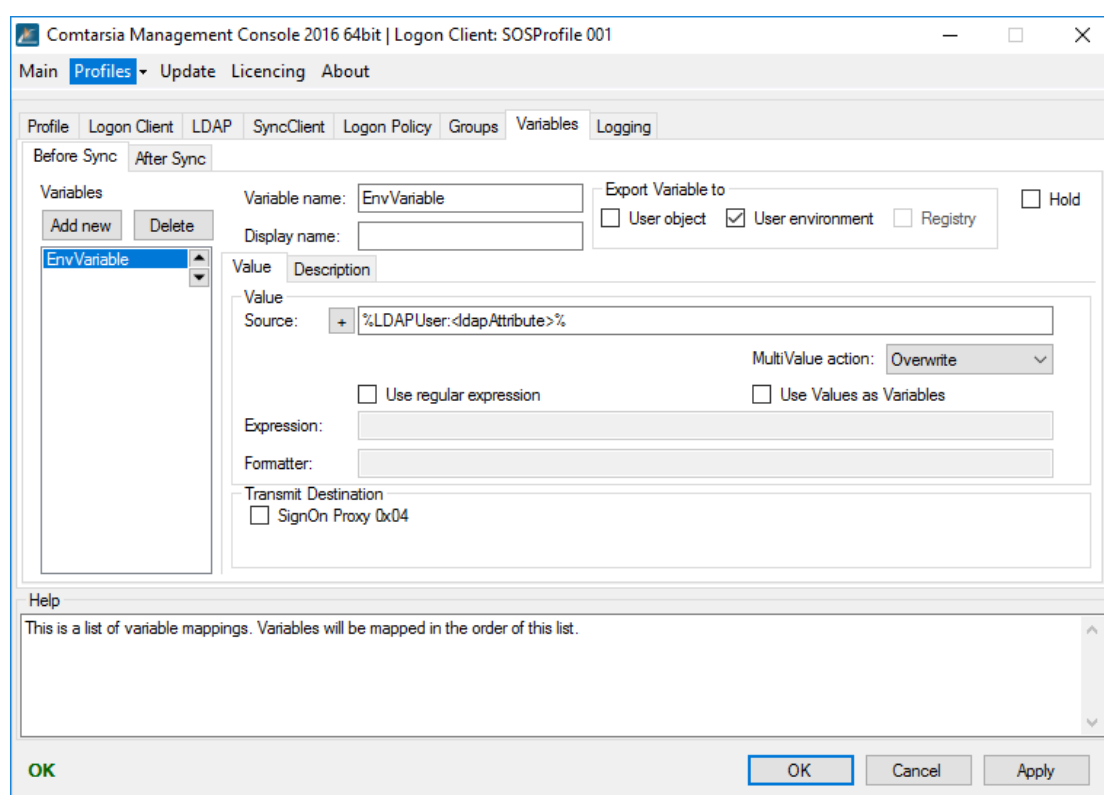 Comtarsia Management Console 2016 64bit | Logon Client: SOSProfile 001
Main Profiles Update Licencing About
Profile Logon Client LDAP SyncClient Logon Policy Groups Variables Logging
Before Sync After Sync
Variables
Add new Delete
EnvVariable
Variable name: EnvVariable
Display name:
Export Variable to
User object User environment Registry
Hold
Value Description
Value
Source: + %LDAPUser:<ldapAttribute>%
MultiValue action: Overwrite
Use regular expression Use Values as Variables
Expression:
Formatter:
Transmit Destination
SignOn Proxy 0x04
Help
This is a list of variable mappings. Variables will be mapped in the order of this list.
OK OK Cancel Apply